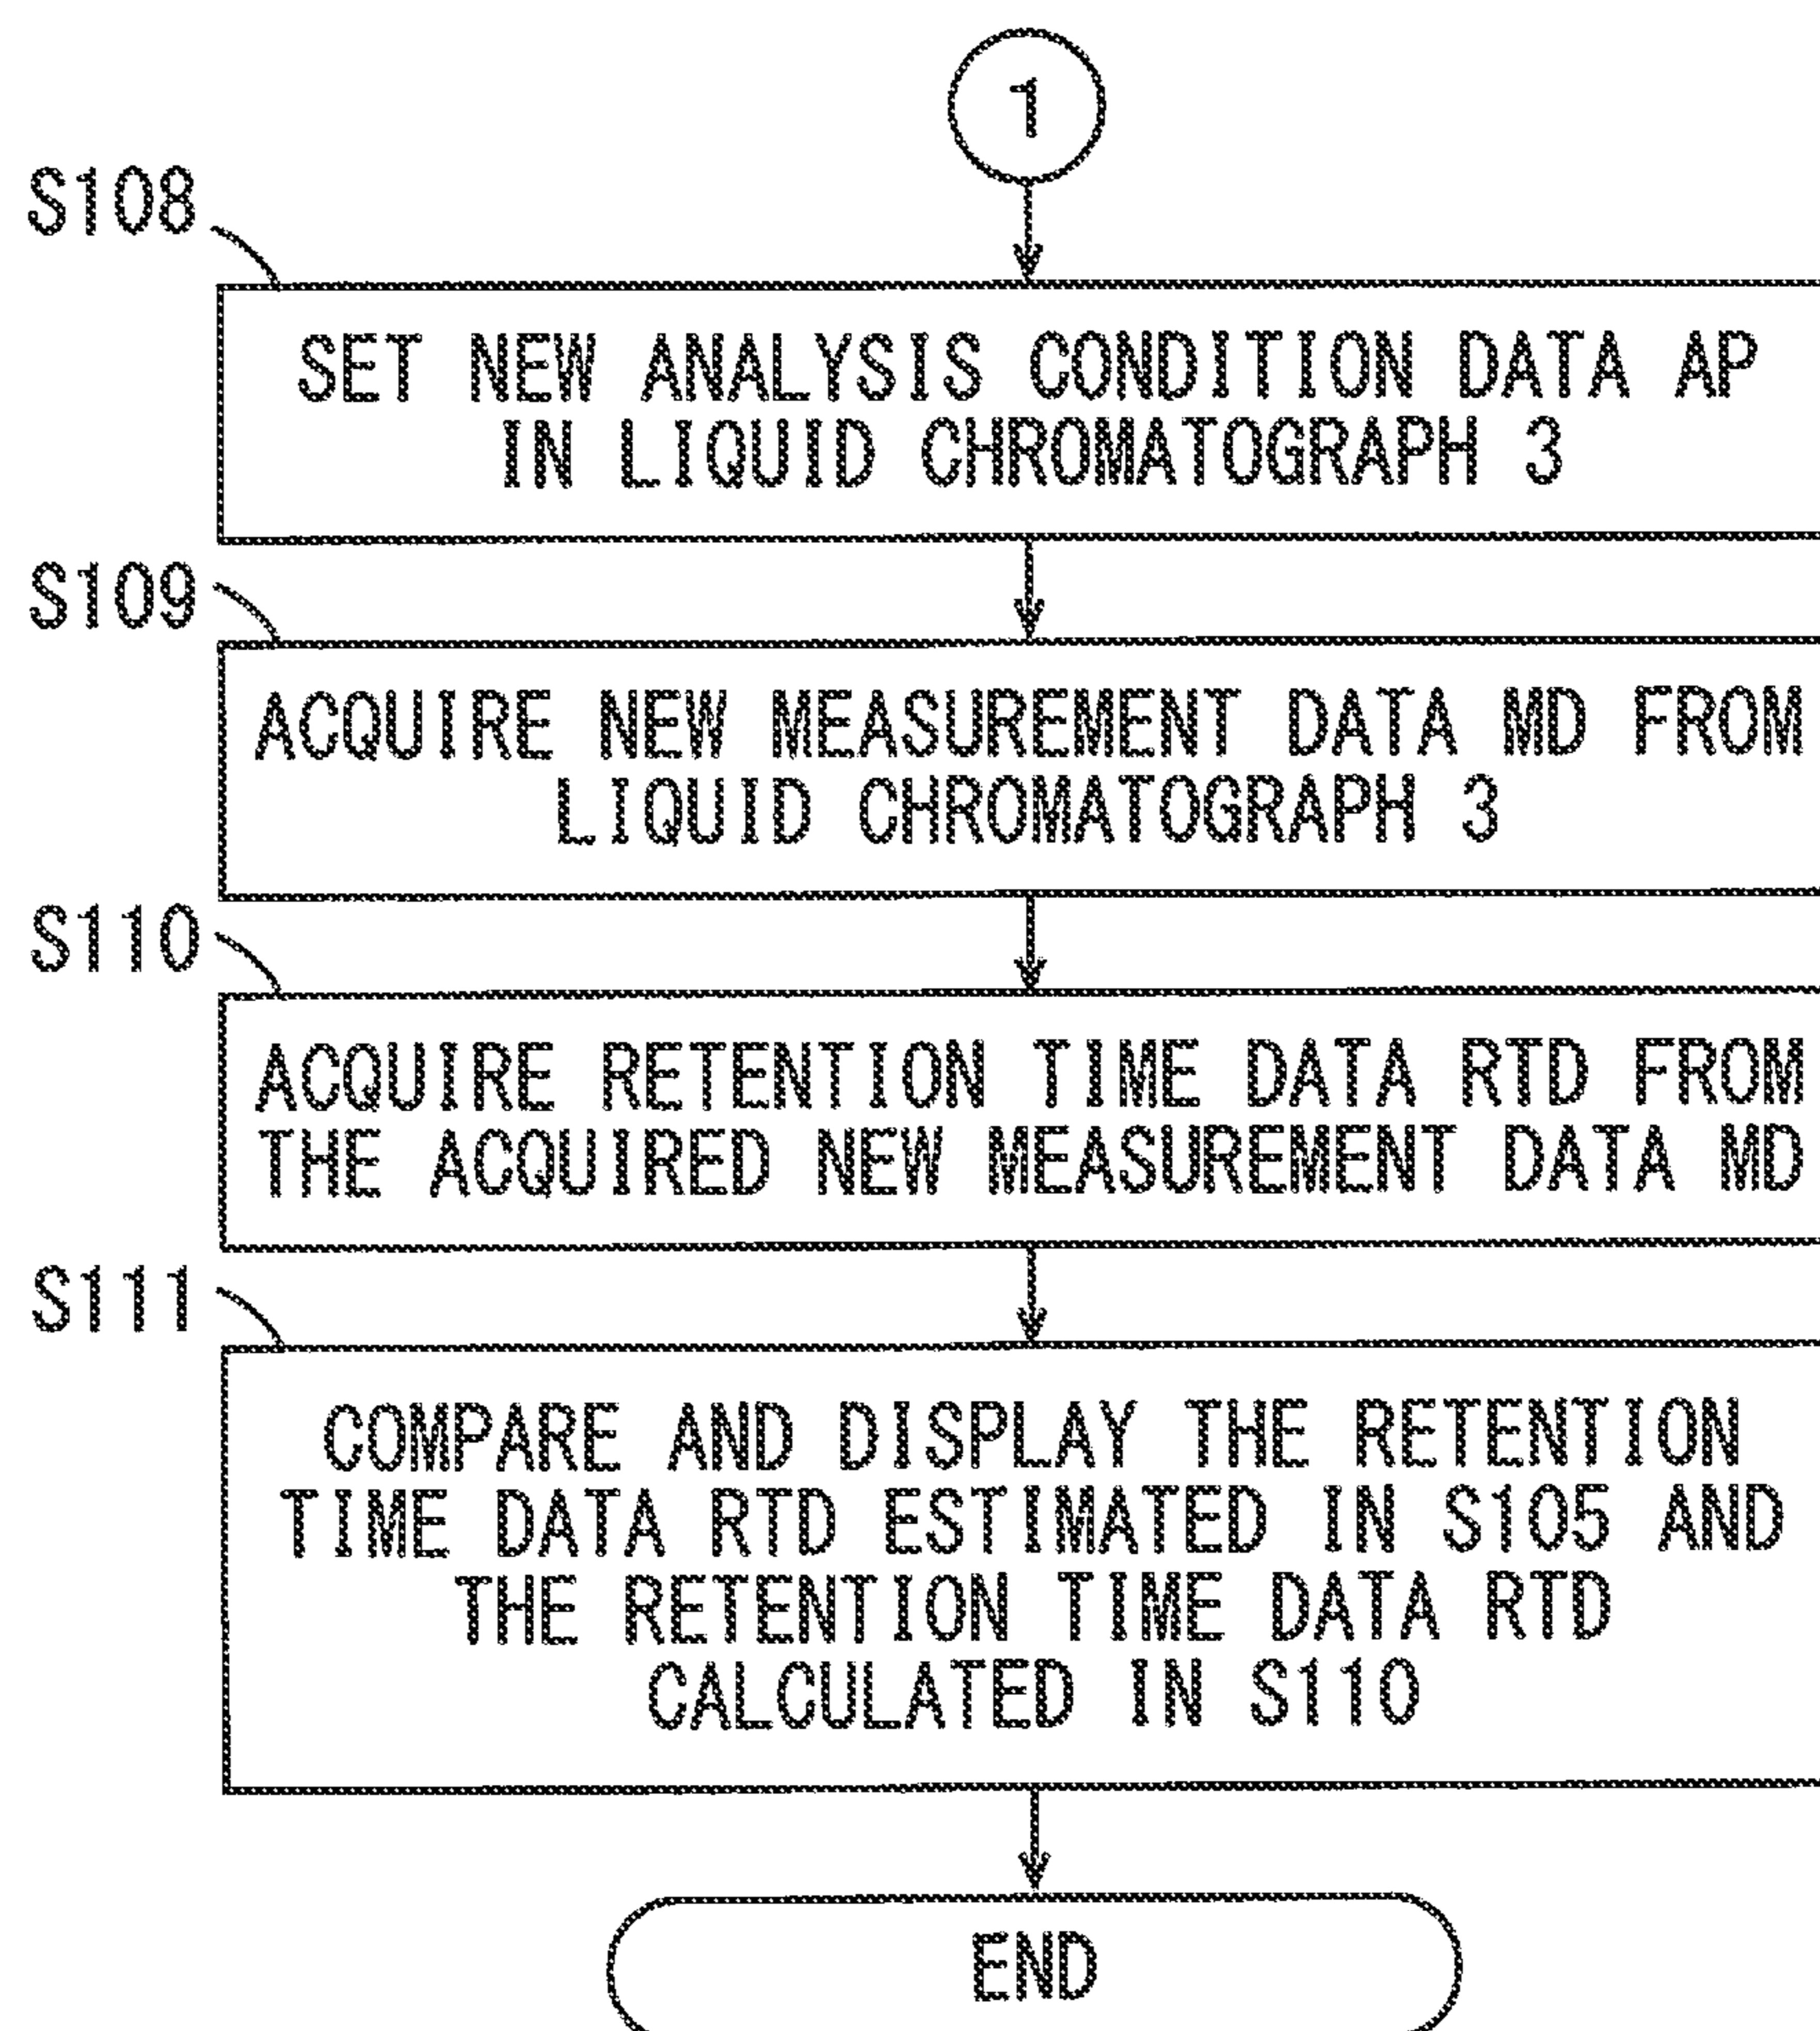 1
S108
SET NEW ANALYSIS CONDITION DATA AP
IN LIQUID CHROMATOGRAPH 3
S109
ACQUIRE NEW MEASUREMENT DATA MD FROM
LIQUID CHROMATOGRAPH 3
S110
ACQUIRE RETENTION TIME DATA RTD FROM
THE ACQUIRED NEW MEASUREMENT DATA MD
S111
COMPARE AND DISPLAY THE RETENTION
TIME DATA RTD ESTIMATED IN S105 AND
THE RETENTION TIME DATA RTD
CALCULATED IN S110
END